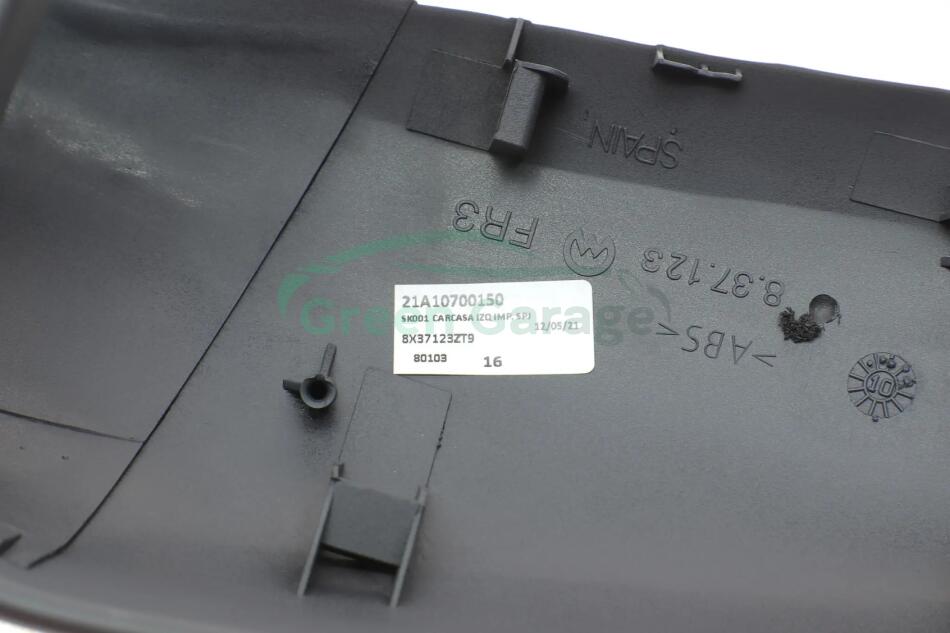 SPAIN
FR3
8.37.123
>ABS<
10
Green Garage
21A10700150
SK001 CARCASA IZQ IMP. SPJ
12/05/21
8X37123ZT9
80103
16